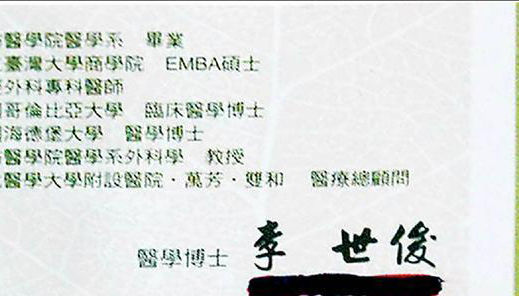 醫學院醫學系 畢業
臺灣大學商學院 EMBA碩士
外科專科醫師
哥倫比亞大學 臨床醫學博士
海德堡大學 醫學博士
醫學院醫學系外科學 教授
醫學大學附設醫院·萬芳·雙和 醫療總顧問
醫學博士 李世俊